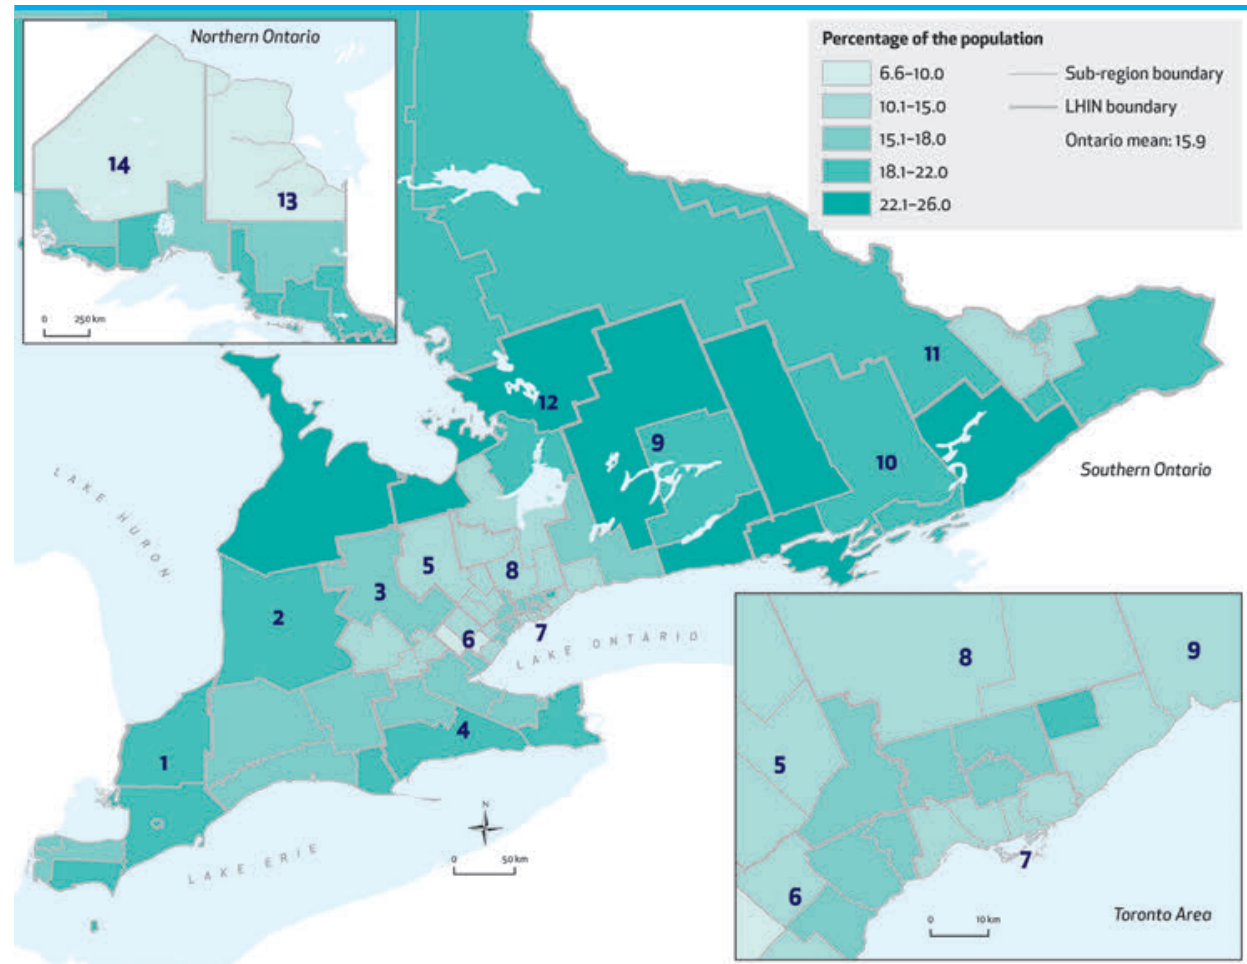 Northern Ontario
14
13
0 250 km
Percentage of the population
6.6–10.0
10.1–15.0
15.1–18.0
18.1–22.0
22.1–26.0
Sub-region boundary
LHIN boundary
Ontario mean: 15.9
11
12
9
10
Southern Ontario
LAKE HURON
5
8
3
2
6
7
LAKE ONTARIO
4
1
N
0 50 km
LAKE ERIE
8
9
5
7
6
0 10 km
Toronto Area